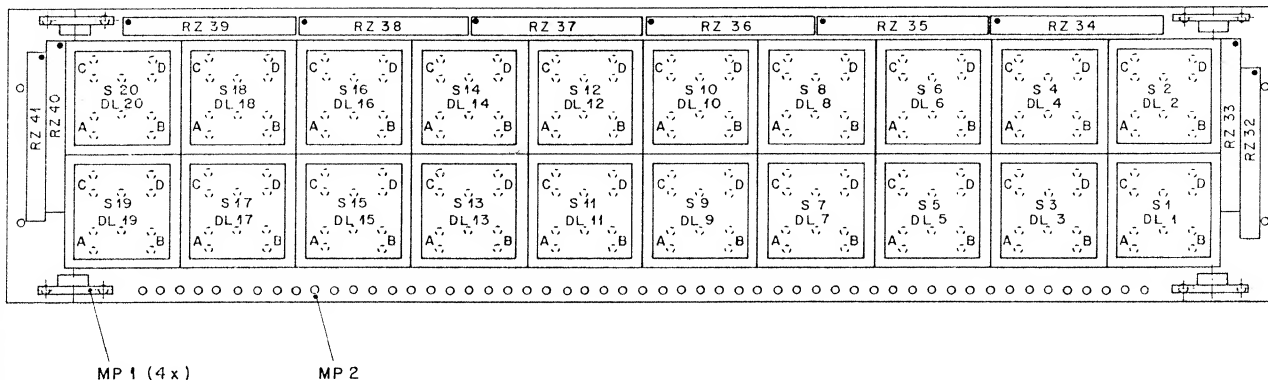 RZ 39 RZ 38 RZ 37 RZ 36 RZ 35 RZ 34
RZ 41
RZ 40
C D C D C D C D C D C D C D C D C D C D
S 20 S 18 S 16 S 14 S 12 S 10 S 8 S 6 S 4 S 2
DL 20 DL 18 DL 16 DL 14 DL 12 DL 10 DL 8 DL 6 DL 4 DL 2
A B A B A B A B A B A B A B A B A B A B
RZ 33
RZ 32
C D C D C D C D C D C D C D C D C D C D
S 19 S 17 S 15 S 13 S 11 S 9 S 7 S 5 S 3 S 1
DL 19 DL 17 DL 15 DL 13 DL 11 DL 9 DL 7 DL 5 DL 3 DL 1
A B A B A B A B A B A B A B A B A B A B
MP 1 (4x) MP 2